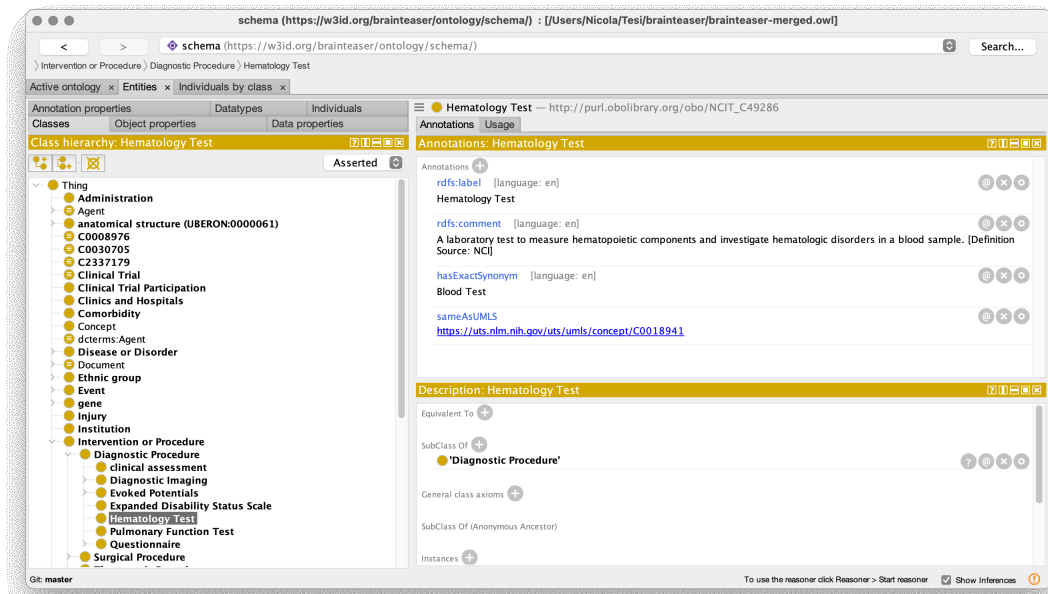 schema (https://w3id.org/brainteaser/ontology/schema/) : [/Users/Nicola/Tesi/brainteaser/brainteaser-merged.owl]
< > schema (https://w3id.org/brainteaser/ontology/schema/) Search...
〉Intervention or Procedure 〉Diagnostic Procedure 〉Hematology Test
Active ontology × Entities × Individuals by class ×
Annotation properties Datatypes Individuals
Classes Object properties Data properties
Class hierarchy: Hematology Test
Asserted
Thing
Administration
Agent
anatomical structure (UBERON:0000061)
C0008976
C0030705
C2337179
Clinical Trial
Clinical Trial Participation
Clinics and Hospitals
Comorbidity
Concept
dcterms:Agent
Disease or Disorder
Document
Ethnic group
Event
gene
Injury
Institution
Intervention or Procedure
Diagnostic Procedure
clinical assessment
Diagnostic Imaging
Evoked Potentials
Expanded Disability Status Scale
Hematology Test
Pulmonary Function Test
Questionnaire
Surgical Procedure
Hematology Test — http://purl.obolibrary.org/obo/NCIT_C49286
Annotations Usage
Annotations: Hematology Test
Annotations
rdfs:label [language: en]
Hematology Test
rdfs:comment [language: en]
A laboratory test to measure hematopoietic components and investigate hematologic disorders in a blood sample. [Definition
Source: NCI]
hasExactSynonym [language: en]
Blood Test
sameAsUMLS
https://uts.nlm.nih.gov/uts/umls/concept/C0018941
Description: Hematology Test
Equivalent To
SubClass Of
'Diagnostic Procedure'
General class axioms
SubClass Of (Anonymous Ancestor)
Instances
Git: master
To use the reasoner click Reasoner > Start reasoner Show Inferences